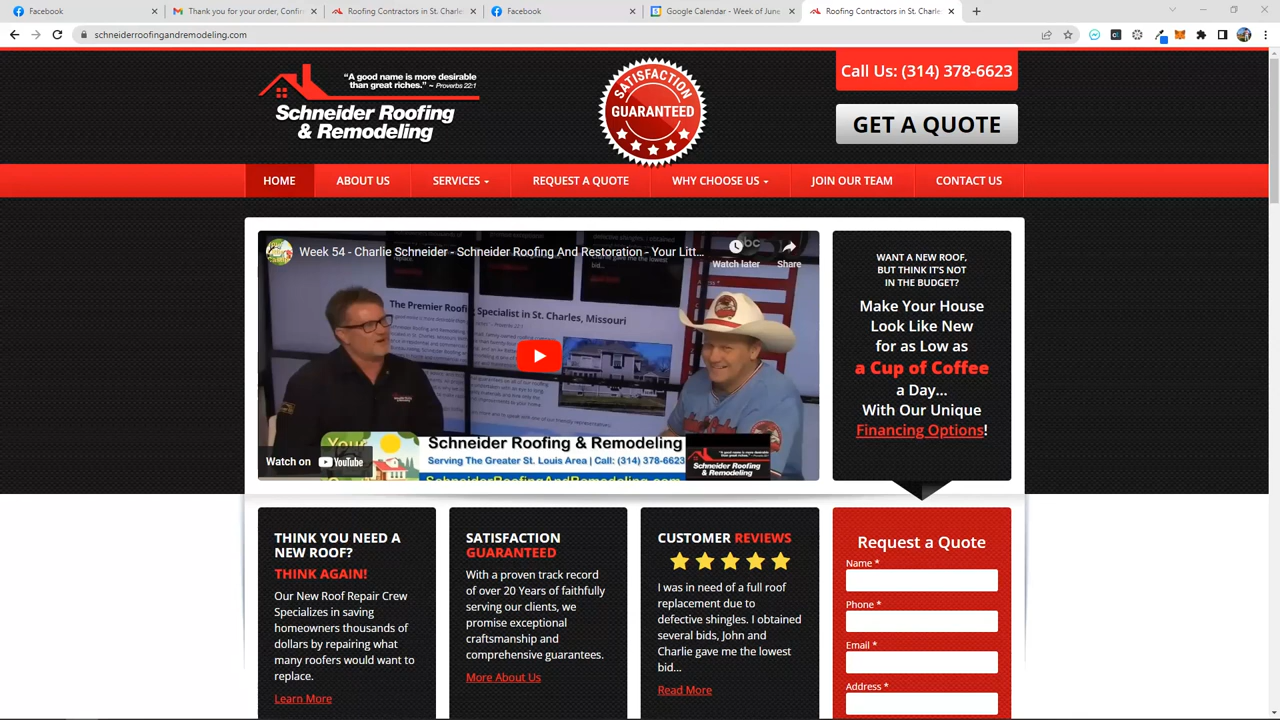 Facebook
Thank you for your order, Confir
Roofing Contractors in St. Charle
Facebook
Google Calendar - Week of June
Roofing Contractors in St. Charle
schneiderroofingandremodeling.com
"A good name is more desirable
than great riches." ~ Proverbs 22:1
Schneider Roofing
& Remodeling
SATISFACTION
GUARANTEED
Call Us: (314) 378-6623
GET A QUOTE
HOME
ABOUT US
SERVICES
REQUEST A QUOTE
WHY CHOOSE US
JOIN OUR TEAM
CONTACT US
Week 54 - Charlie Schneider - Schneider Roofing And Restoration - Your Litt...
abc
Watch later
Share
The Premier Roofing Specialist in St. Charles, Missouri
Your
Schneider Roofing & Remodeling
Serving The Greater St. Louis Area | Call: (314) 378-6623
SchneiderRoofingAndRemodeling.com
Schneider Roofing
& Remodeling
Watch on YouTube
WANT A NEW ROOF,
BUT THINK IT'S NOT
IN THE BUDGET?
Make Your House
Look Like New
for as Low as
a Cup of Coffee
a Day...
With Our Unique
Financing Options!
THINK YOU NEED A
NEW ROOF?
THINK AGAIN!
Our New Roof Repair Crew
Specializes in saving
homeowners thousands of
dollars by repairing what
many roofers would want to
replace.
Learn More
SATISFACTION
GUARANTEED
With a proven track record
of over 20 Years of faithfully
serving our clients, we
promise exceptional
craftsmanship and
comprehensive guarantees.
More About Us
CUSTOMER REVIEWS
I was in need of a full roof
replacement due to
defective shingles. I obtained
several bids, John and
Charlie gave me the lowest
bid...
Read More
Request a Quote
Name *
Phone *
Email *
Address *